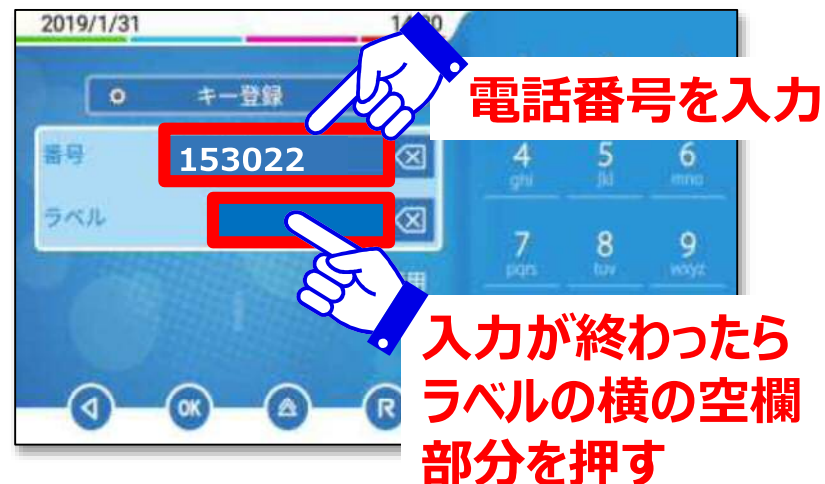 2019/1/31
キー登録
電話番号を入力
番号
153022
4
ghi
5
jkl
6
mno
ラベル
7
pqrs
8
tuv
9
wxyz
入力が終わったら
ラベルの横の空欄
部分を押す
OK
R